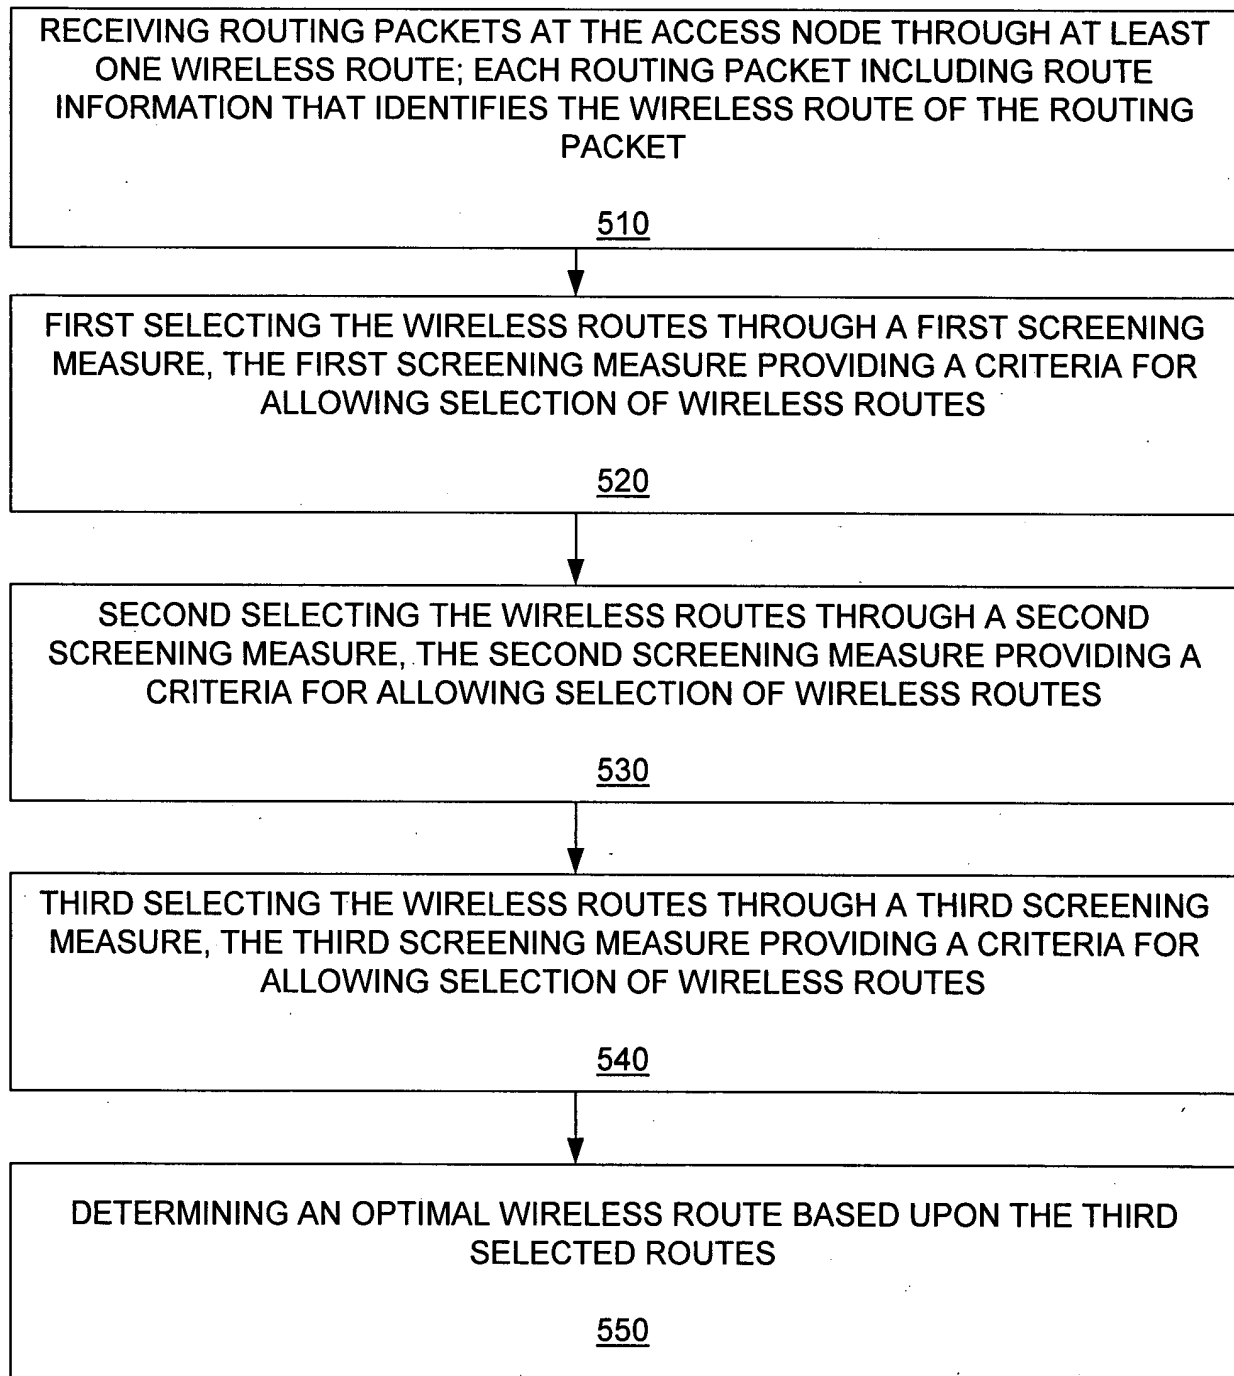 RECEIVING ROUTING PACKETS AT THE ACCESS NODE THROUGH AT LEAST
ONE WIRELESS ROUTE; EACH ROUTING PACKET INCLUDING ROUTE
INFORMATION THAT IDENTIFIES THE WIRELESS ROUTE OF THE ROUTING
PACKET
510
FIRST SELECTING THE WIRELESS ROUTES THROUGH A FIRST SCREENING
MEASURE, THE FIRST SCREENING MEASURE PROVIDING A CRITERIA FOR
ALLOWING SELECTION OF WIRELESS ROUTES
520
SECOND SELECTING THE WIRELESS ROUTES THROUGH A SECOND
SCREENING MEASURE, THE SECOND SCREENING MEASURE PROVIDING A
CRITERIA FOR ALLOWING SELECTION OF WIRELESS ROUTES
530
THIRD SELECTING THE WIRELESS ROUTES THROUGH A THIRD SCREENING
MEASURE, THE THIRD SCREENING MEASURE PROVIDING A CRITERIA FOR
ALLOWING SELECTION OF WIRELESS ROUTES
540
DETERMINING AN OPTIMAL WIRELESS ROUTE BASED UPON THE THIRD
SELECTED ROUTES
550